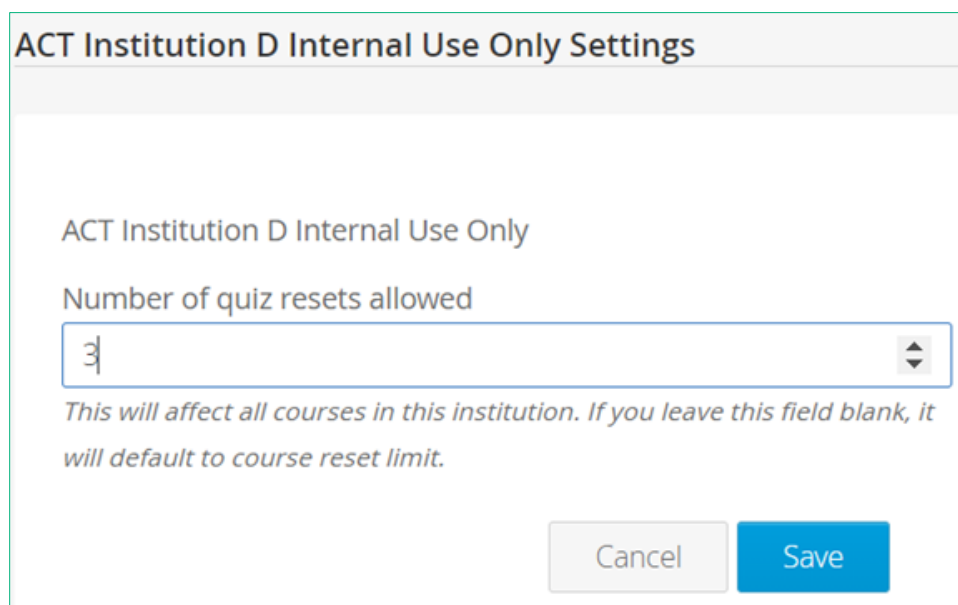 ACT Institution D Internal Use Only Settings
ACT Institution D Internal Use Only
Number of quiz resets allowed
3
This will affect all courses in this institution. If you leave this field blank, it
will default to course reset limit.
Cancel Save